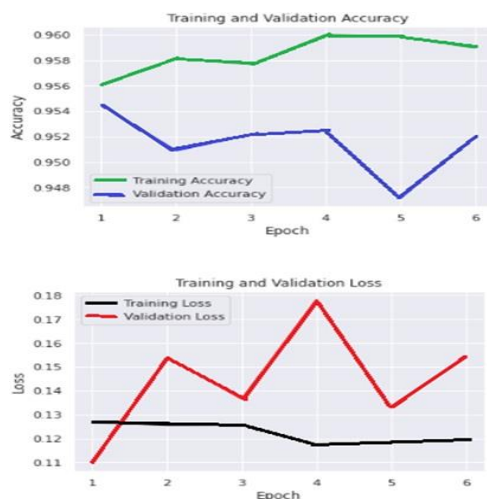 Training and Validation Accuracy
0.960
0.958
0.956
0.954
0.952
0.950
0.948
Accuracy
Training Accuracy
Validation Accuracy
1 2 3 4 5 6
Epoch
Training and Validation Loss
0.18
0.17
0.16
0.15
0.14
0.13
0.12
0.11
Loss
Training Loss
Validation Loss
1 2 3 4 5 6
Epoch